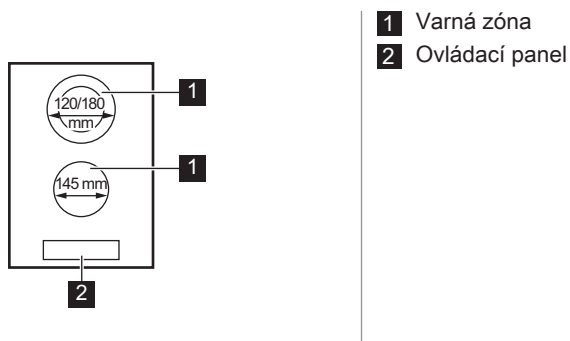 120/180
mm
1
145 mm
1
2
1 Varná zóna
2 Ovládací panel